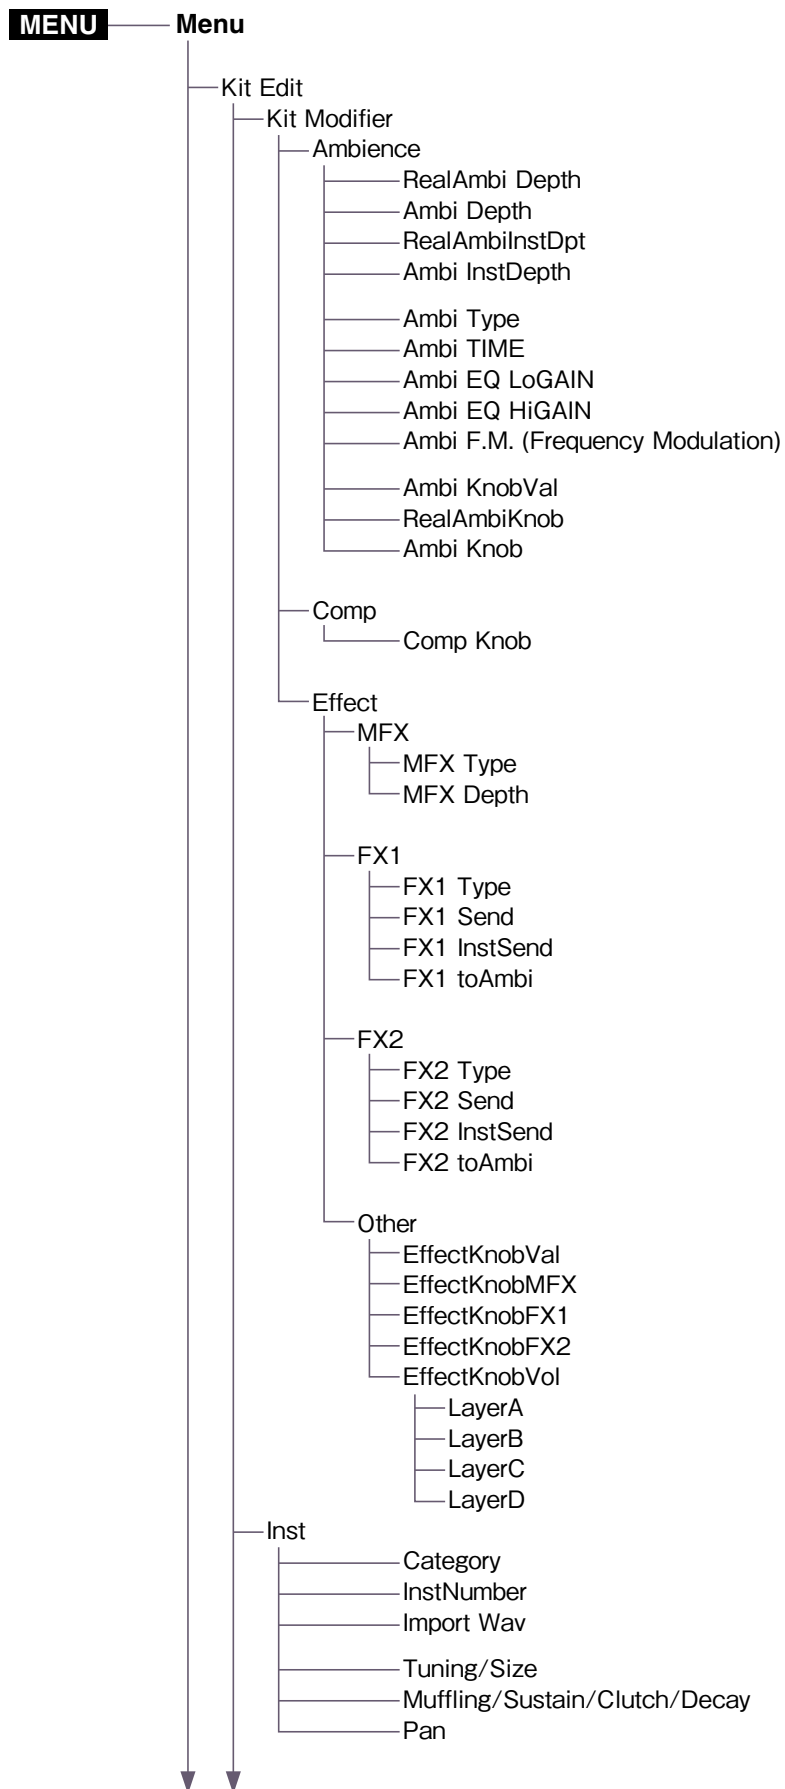 MENU Menu
Kit Edit
Kit Modifier
Ambience
RealAmbi Depth
Ambi Depth
RealAmbiInstDpt
Ambi InstDepth
Ambi Type
Ambi TIME
Ambi EQ LoGAIN
Ambi EQ HiGAIN
Ambi F.M. (Frequency Modulation)
Ambi KnobVal
RealAmbiKnob
Ambi Knob
Comp
Comp Knob
Effect
MFX
MFX Type
MFX Depth
FX1
FX1 Type
FX1 Send
FX1 InstSend
FX1 toAmbi
FX2
FX2 Type
FX2 Send
FX2 InstSend
FX2 toAmbi
Other
EffectKnobVal
EffectKnobMFX
EffectKnobFX1
EffectKnobFX2
EffectKnobVol
LayerA
LayerB
LayerC
LayerD
Inst
Category
InstNumber
Import Wav
Tuning/Size
Muffling/Sustain/Clutch/Decay
Pan